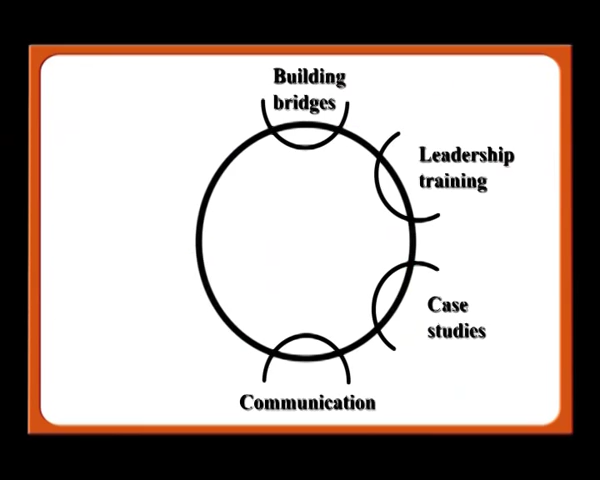 Building
bridges
Leadership
training
Case
studies
Communication